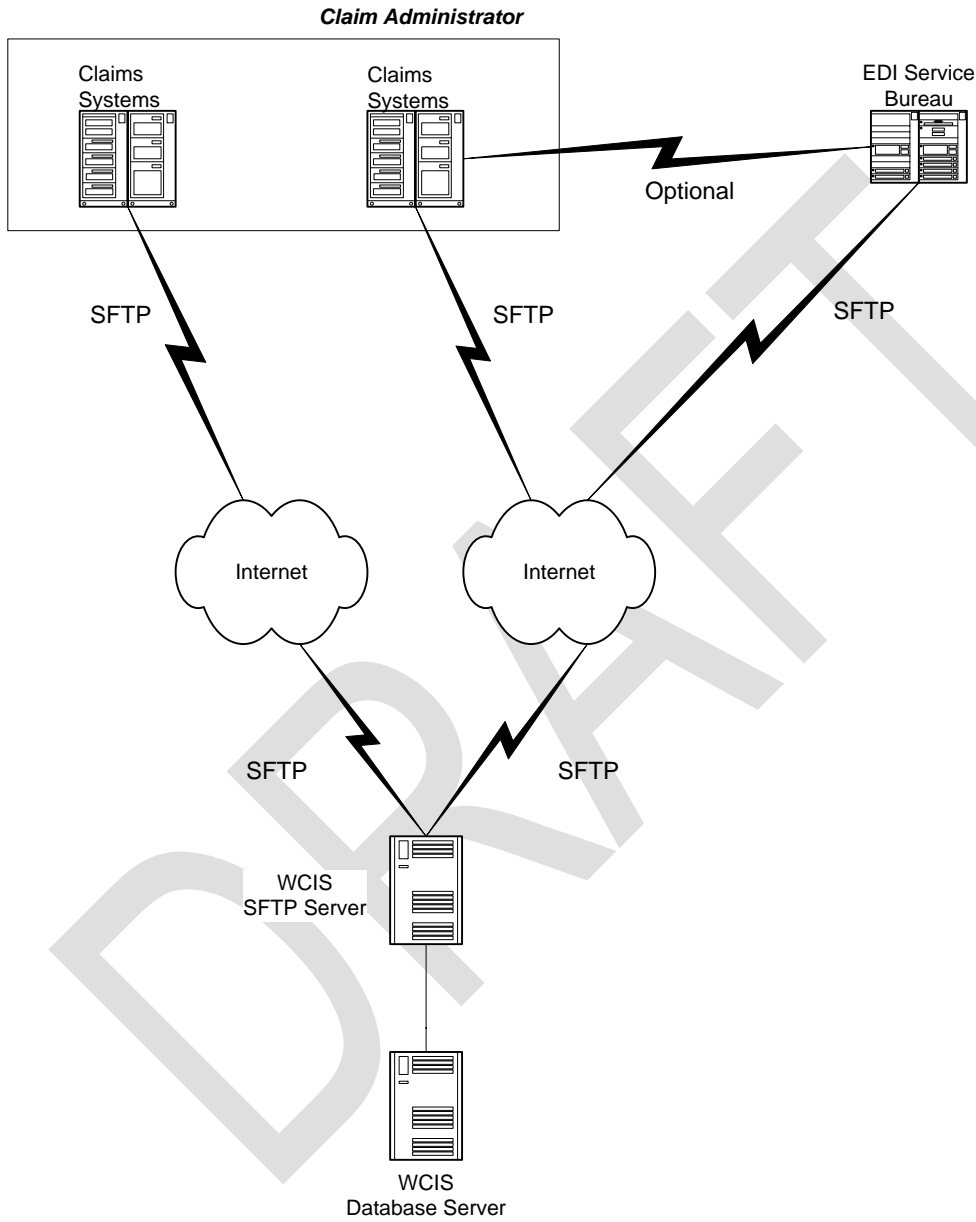 Claim Administrator
Claims
Systems
Claims
Systems
EDI Service
Bureau
Optional
SFTP
SFTP
SFTP
Internet
Internet
SFTP
SFTP
WCIS
SFTP Server
WCIS
Database Server
DRAFT